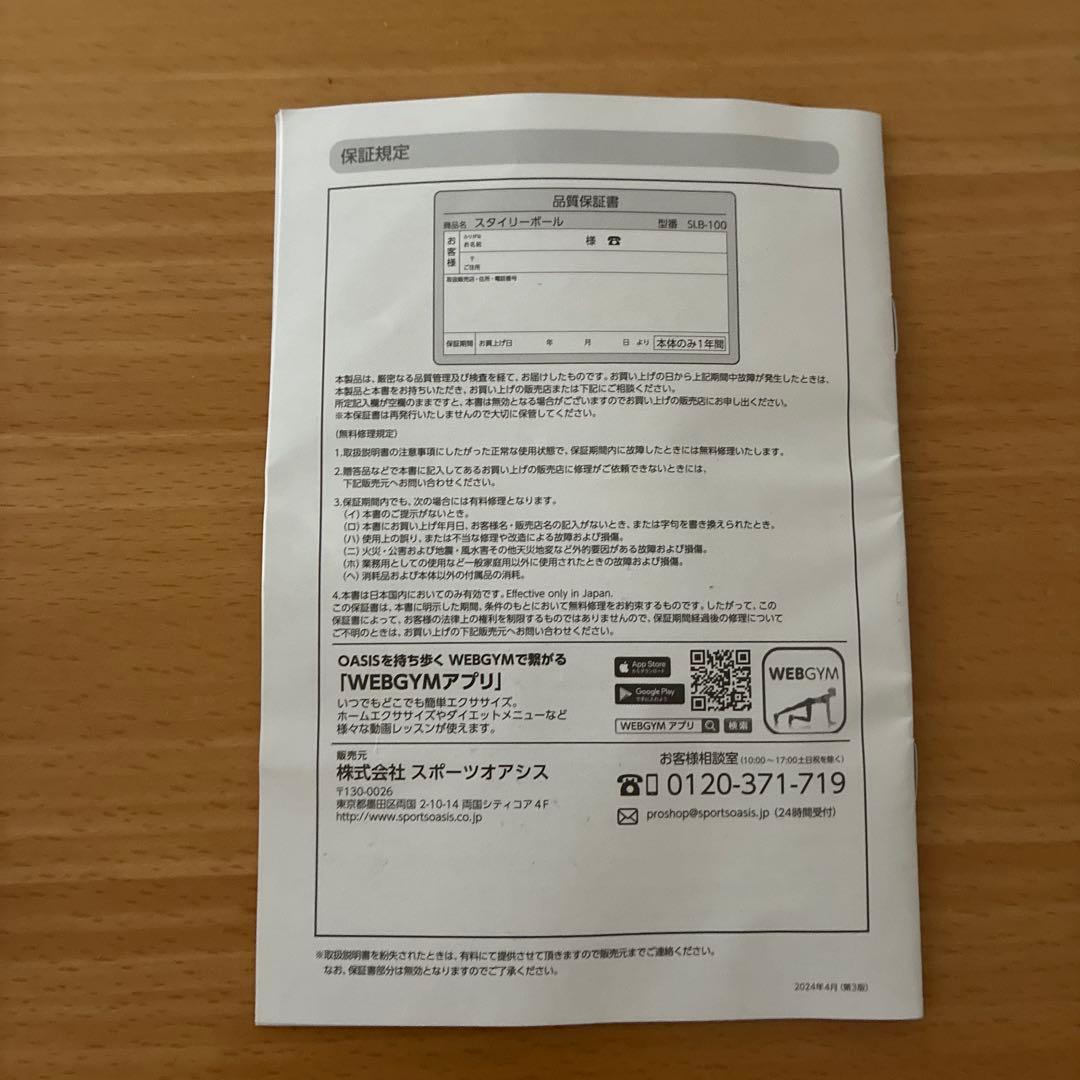 保証規定
品質保証書
商品名 スタイリーボール 型番 SLB-100
お客様
ふりがな
お名前 様 ☎
〒
ご住所
取扱販売店・住所・電話番号
保証期間 お買上げ日 年 月 日 より 本体のみ1年間
本製品は、厳密なる品質管理及び検査を経て、お届けしたものです。お買い上げの日から上記期間中故障が発生したときは、
本製品と本書をお持ちいただき、お買い上げの販売店または下記にご相談ください。
所定記入欄が空欄のままですと、本書は無効となる場合がございますのでお買い上げの販売店にお申し出ください。
※本保証書は再発行いたしませんので大切に保管してください。
(無料修理規定)
1.取扱説明書の注意事項にしたがった正常な使用状態で、保証期間内に故障したときには無料修理いたします。
2.贈答品などで本書に記入してあるお買い上げの販売店に修理がご依頼できないときには、
下記販売元へお問い合わせください。
3.保証期間内でも、次の場合には有料修理となります。
(イ)本書のご提示がないとき。
(ロ)本書にお買い上げ年月日、お客様名・販売店名の記入がないとき、または字句を書き換えられたとき。
(ハ)使用上の誤り、または不当な修理や改造による故障および損傷。
(ニ)火災・公害および地震・風水害その他天災地変など外的要因がある故障および損傷。
(ホ)業務用としての使用など一般家庭用以外に使用されたときの故障および損傷。
(ヘ)消耗品および本体以外の付属品の消耗。
4.本書は日本国内においてのみ有効です。Effective only in Japan.
この保証書は、本書に明示した期間、条件のもとにおいて無料修理をお約束するものです。したがって、この
保証書によって、お客様の法律上の権利を制限するものではありませんので、保証期間経過後の修理について
ご不明のときは、お買い上げの下記販売元へお問い合わせください。
OASISを持ち歩く WEBGYMで繋がる
「WEBGYMアプリ」
いつでもどこでも簡単エクササイズ。
ホームエクササイズやダイエットメニューなど
様々な動画レッスンが使えます。
App Store
からダウンロード
Google Play
で手に入れよう
WEBGYM アプリ 検索
WEBGYM
販売元
株式会社 スポーツオアシス
〒130-0026
東京都墨田区両国 2-10-14 両国シティコア 4F
http://www.sportsoasis.co.jp
お客様相談室 (10:00～17:00土日祝を除く)
0120-371-719
proshop@sportsoasis.jp (24時間受付)
※取扱説明書を紛失されたときは、有料にて提供させて頂きますので販売元までご連絡ください。
なお、保証書部分は無効となりますのでご了承ください。
2024年4月(第3版)